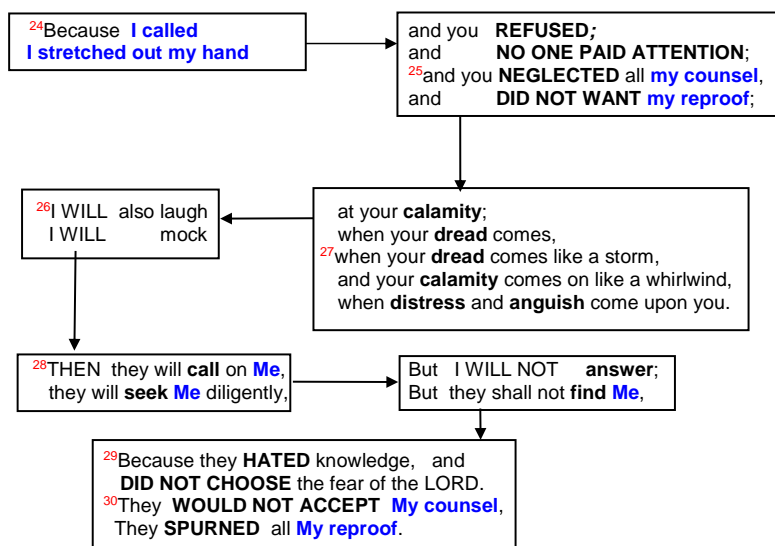 24Because I called
I stretched out my hand
and you REFUSED;
and NO ONE PAID ATTENTION;
25and you NEGLECTED all my counsel,
and DID NOT WANT my reproof;
26I WILL also laugh
I WILL mock
at your calamity;
when your dread comes,
27when your dread comes like a storm,
and your calamity comes on like a whirlwind,
when distress and anguish come upon you.
28THEN they will call on Me,
they will seek Me diligently,
But I WILL NOT answer;
But they shall not find Me,
29Because they HATED knowledge, and
DID NOT CHOOSE the fear of the LORD.
30They WOULD NOT ACCEPT My counsel,
They SPURNED all My reproof.